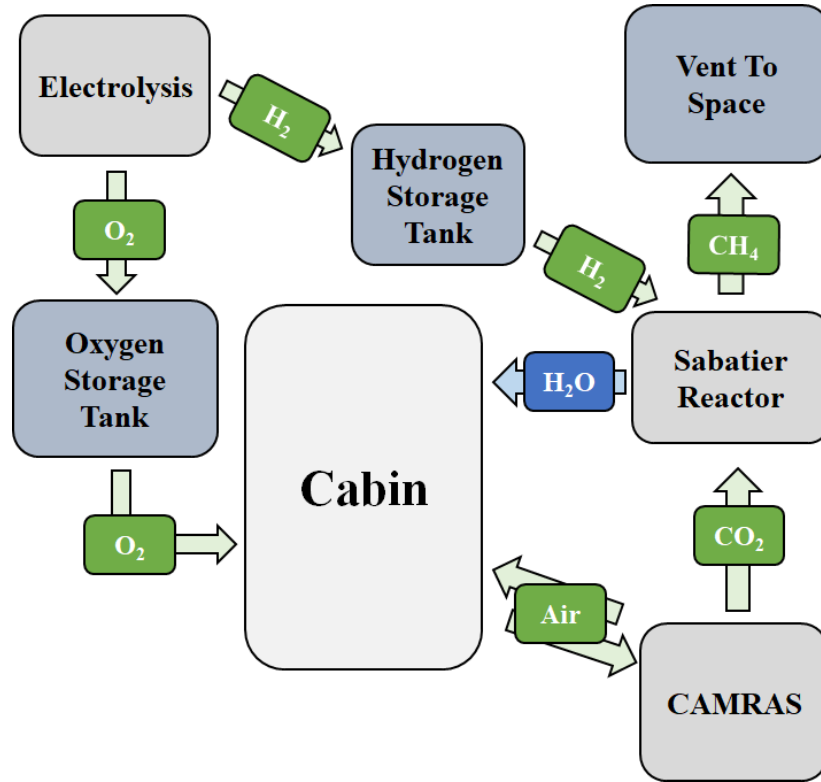 Electrolysis
H₂
Vent To
Space
Hydrogen
Storage
Tank
O₂
H₂
CH₄
Oxygen
Storage
Tank
H₂O
Sabatier
Reactor
Cabin
O₂
CO₂
Air
CAMRAS